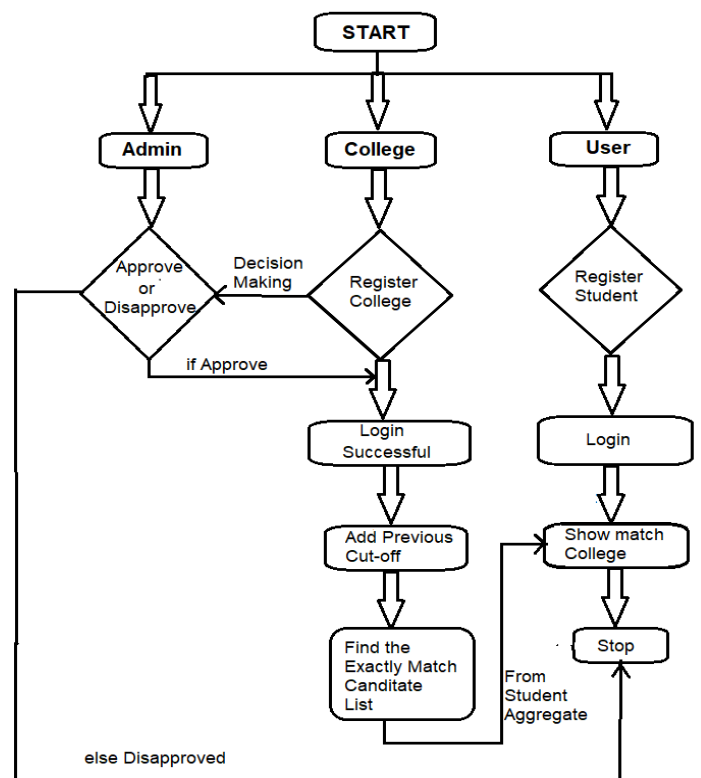 START
Admin
College
User
Approve
or
Disapprove
Decision
Making
Register
College
Register
Student
if Approve
Login
Successful
Login
Add Previous
Cut-off
Show match
College
Find the
Exactly Match
Canditate
List
From
Student
Aggregate
Stop
else Disapproved